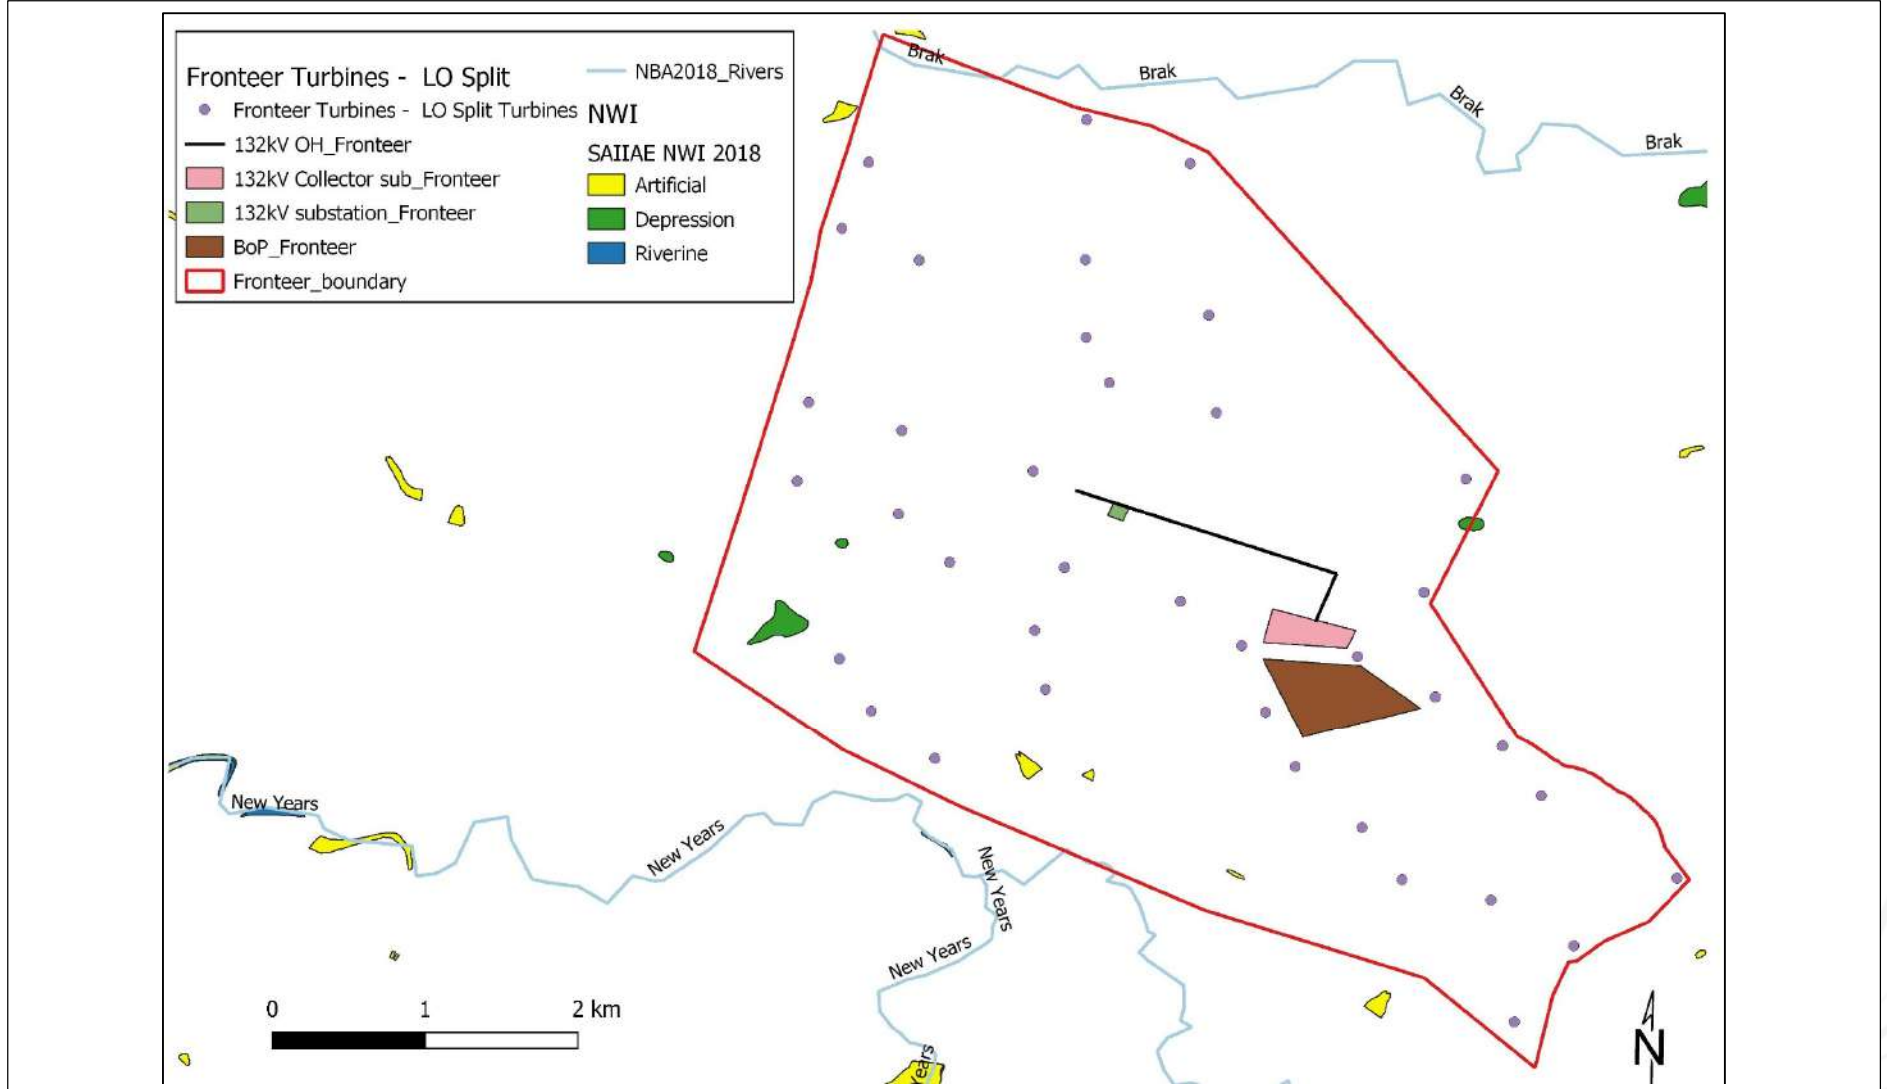 Fronteer Turbines - LO Split
Fronteer Turbines - LO Split Turbines
132kV OH_Fronteer
132kV Collector sub_Fronteer
132kV substation_Fronteer
BoP_Fronteer
Fronteer_boundary
NBA2018_Rivers
NWI
SAIIAE NWI 2018
Artificial
Depression
Riverine
Brak
Brak
Brak
Brak
New Years
New Years
New Years
New Years
Years
0 1 2 km
N